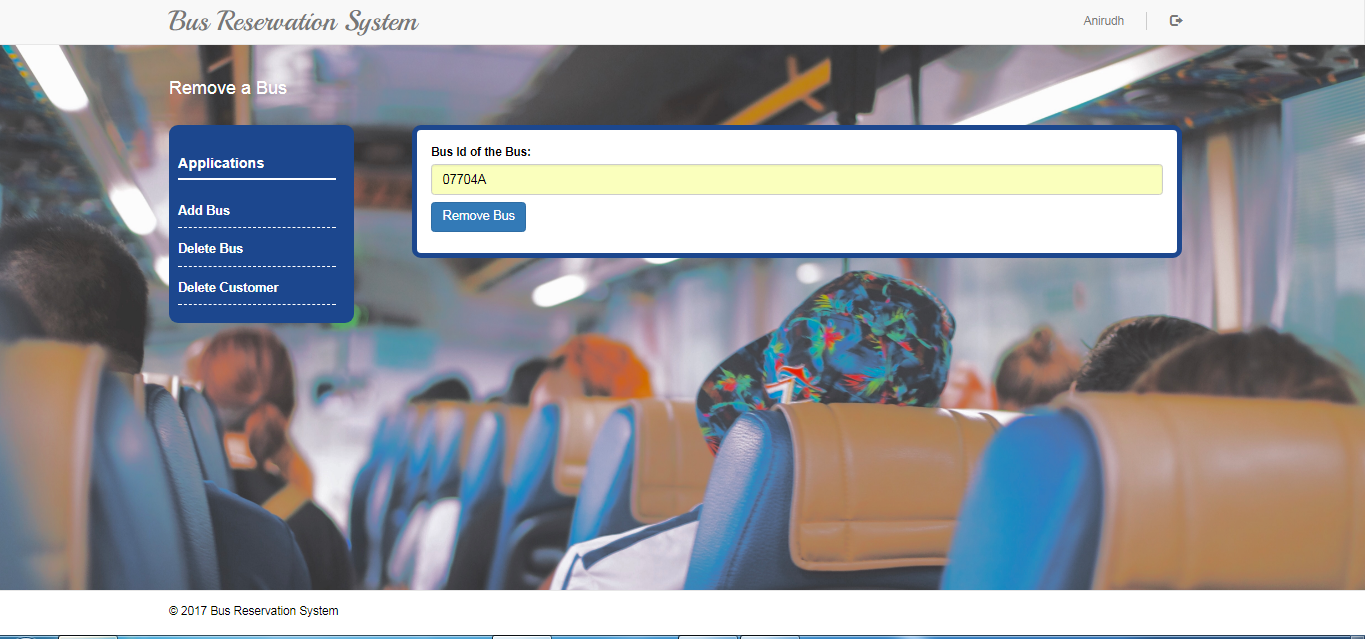 Bus Reservation System
Anirudh
Remove a Bus
Applications
Add Bus
Delete Bus
Delete Customer
Bus Id of the Bus:
07704A
Remove Bus
© 2017 Bus Reservation System